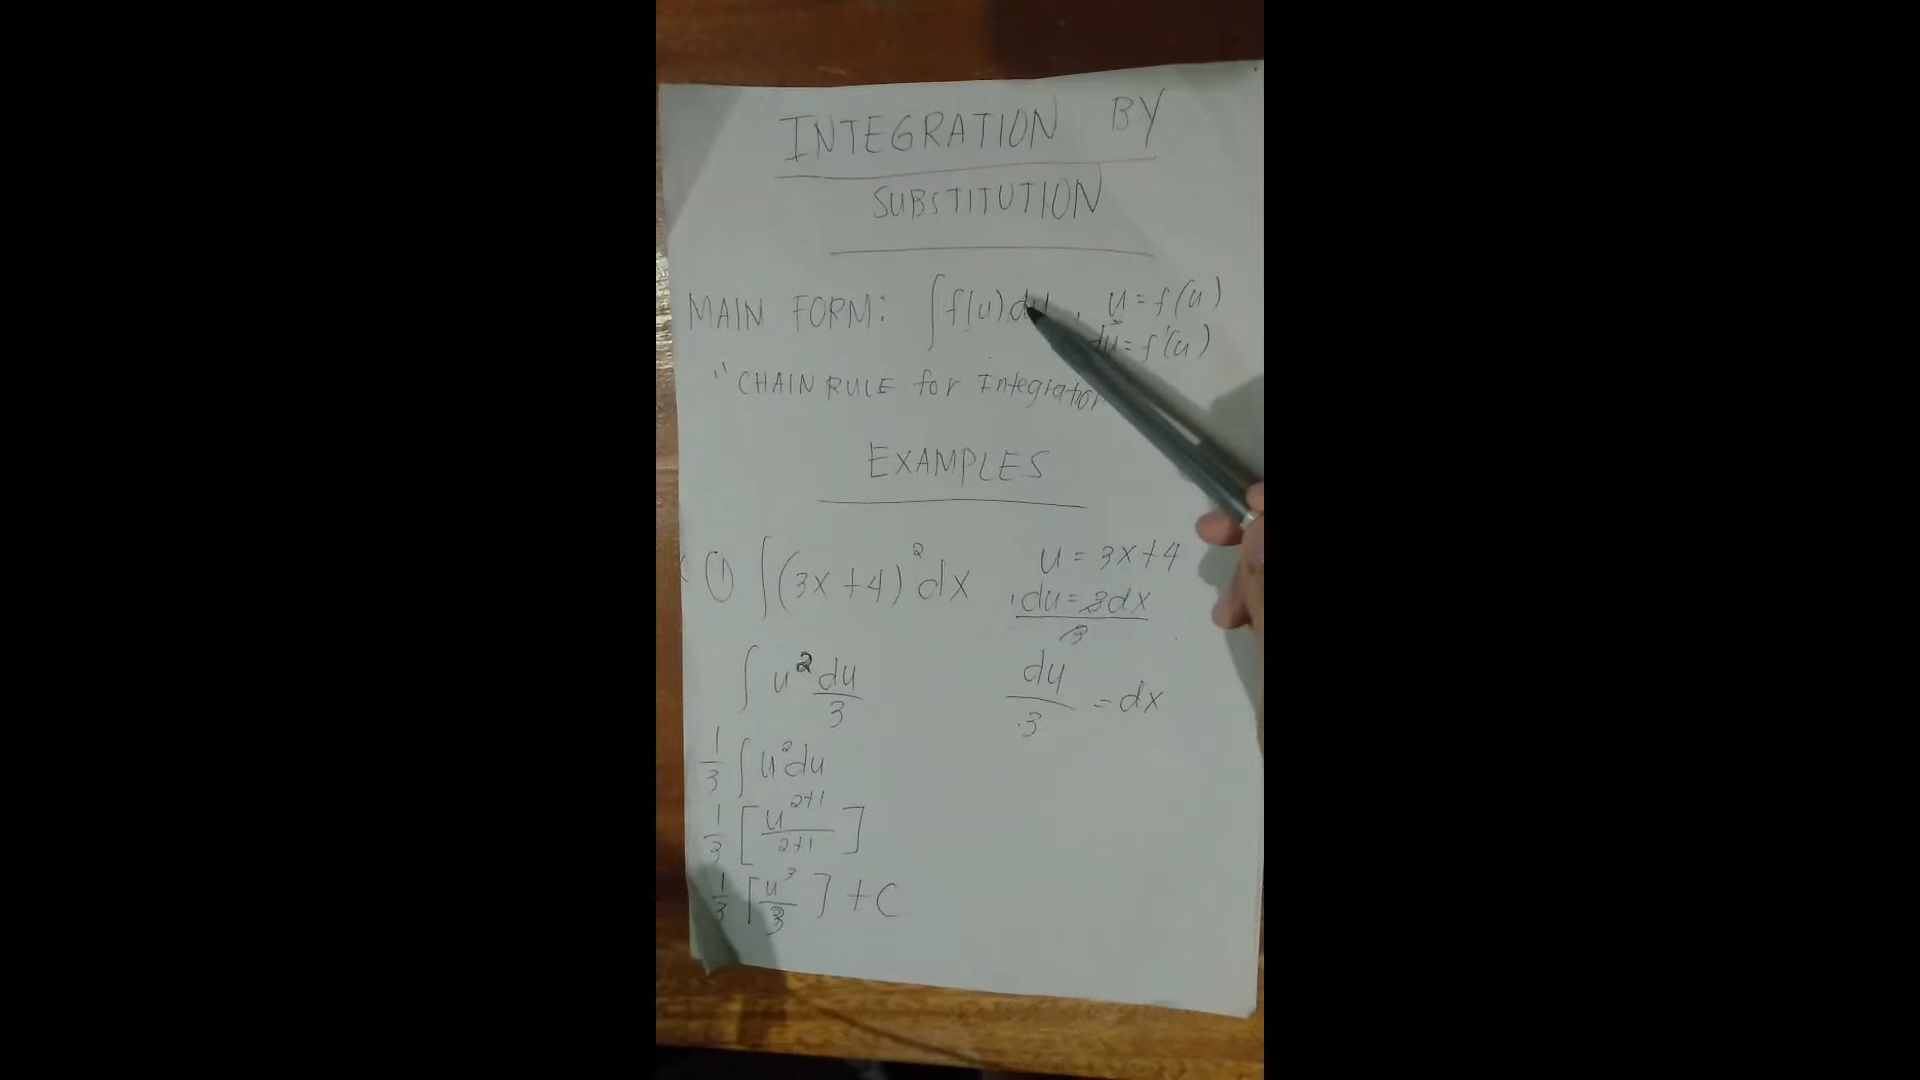 INTEGRATION BY
SUBSTITUTION
MAIN FORM: ∫f(u)du, u = f(u)
du = f'(u)
"CHAIN RULE for Integration
EXAMPLES
① ∫(3x+4)²dx u = 3x+4
du = 3dx
3
∫u² du/3 du/3 = dx
1/3 ∫u²du
1/3 [u²⁺¹/2+1]
1/3 [u³/3] + C